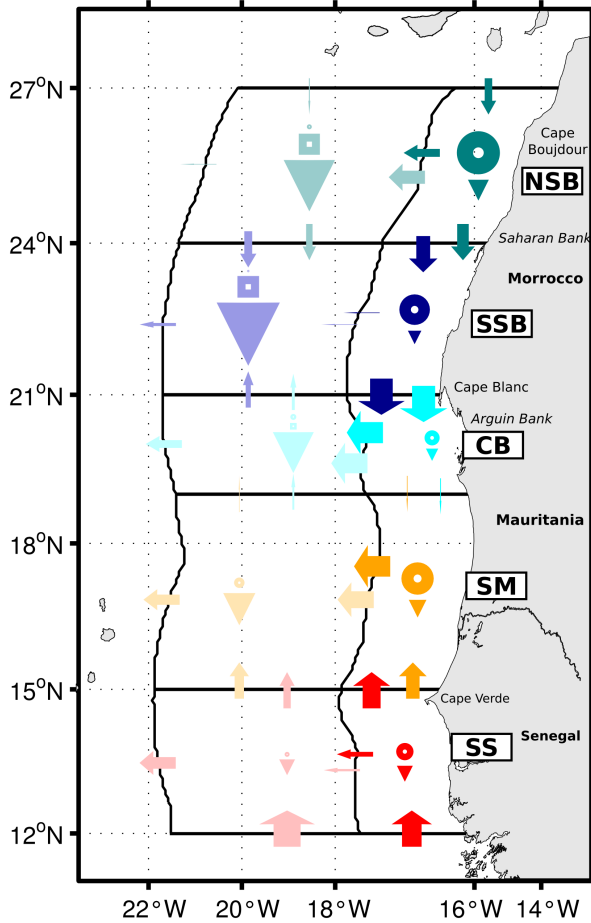 27°N
Cape
Boujdour
NSB
24°N
Saharan Bank
Morrocco
SSB
21°N
Cape Blanc
Arguin Bank
CB
Mauritania
18°N
SM
15°N
Cape Verde
Senegal
SS
12°N
22°W 20°W 18°W 16°W 14°W